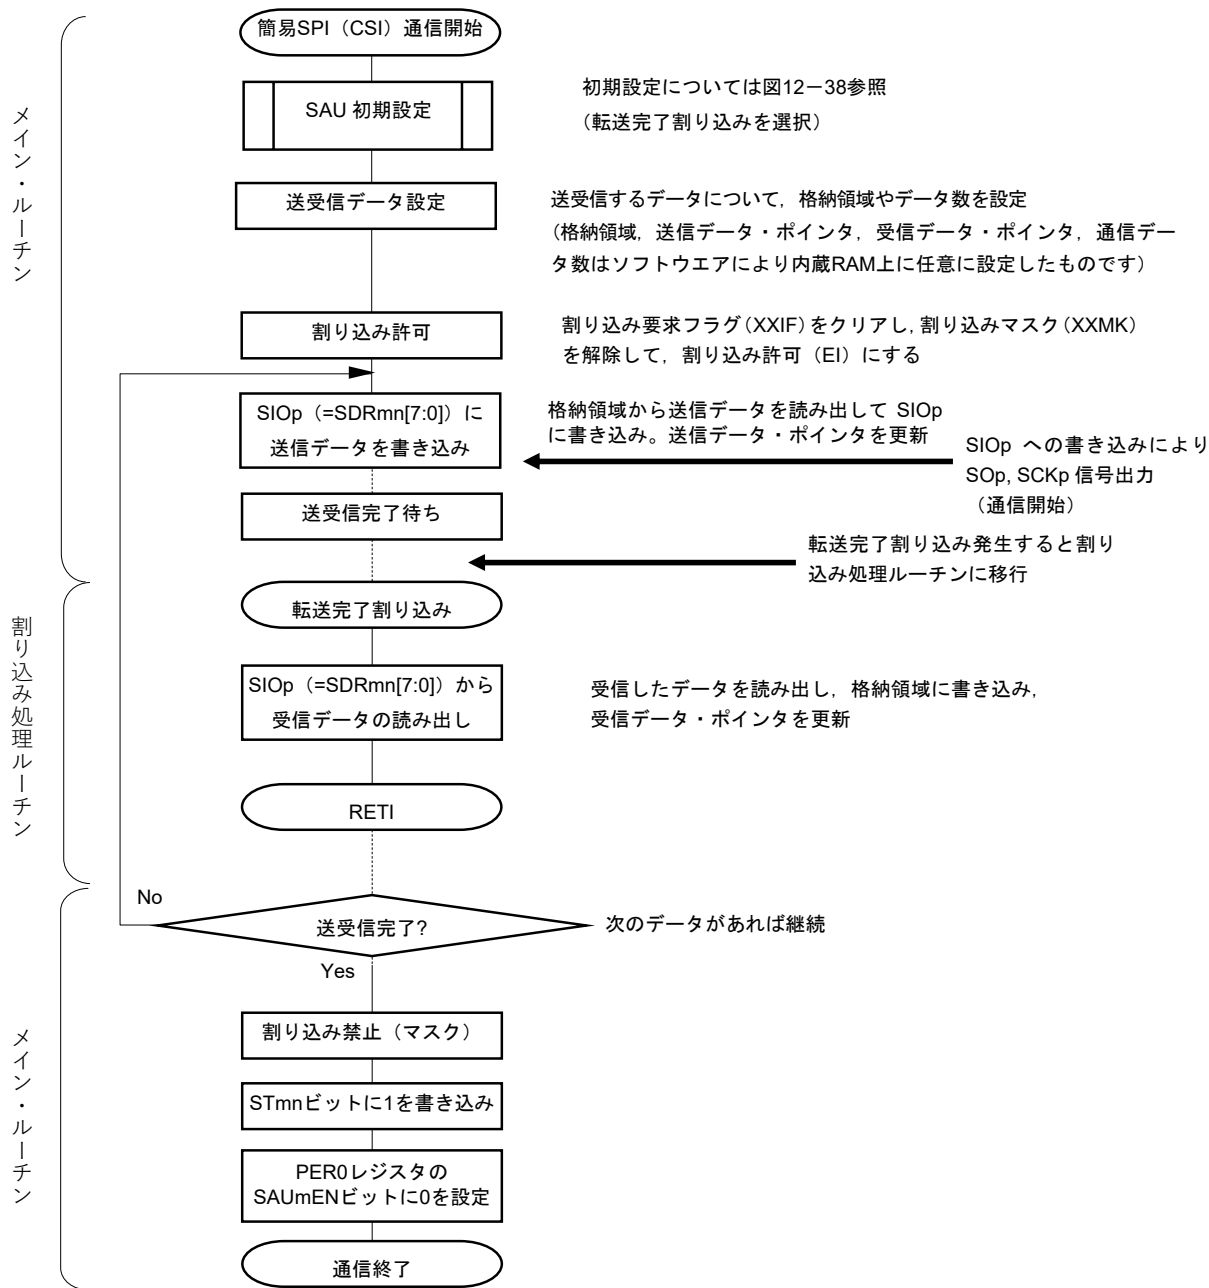 メイン・ルーチン
簡易SPI（CSI）通信開始
SAU 初期設定
初期設定については図12－38参照
（転送完了割り込みを選択）
送受信データ設定
送受信するデータについて，格納領域やデータ数を設定
（格納領域，送信データ・ポインタ，受信データ・ポインタ，通信デー
タ数はソフトウエアにより内蔵RAM上に任意に設定したものです）
割り込み許可
割り込み要求フラグ（XXIF）をクリアし，割り込みマスク（XXMK）
を解除して，割り込み許可（EI）にする
SIOp（=SDRmn[7:0]）に
送信データを書き込み
格納領域から送信データを読み出して SIOp
に書き込み。送信データ・ポインタを更新
SIOp への書き込みにより
SOp, SCKp 信号出力
（通信開始）
送受信完了待ち
転送完了割り込み発生すると割り
込み処理ルーチンに移行
割り込み処理ルーチン
転送完了割り込み
SIOp（=SDRmn[7:0]）から
受信データの読み出し
受信したデータを読み出し，格納領域に書き込み，
受信データ・ポインタを更新
RETI
No
送受信完了?
次のデータがあれば継続
Yes
メイン・ルーチン
割り込み禁止（マスク）
STmnビットに1を書き込み
PER0レジスタの
SAUmENビットに0を設定
通信終了